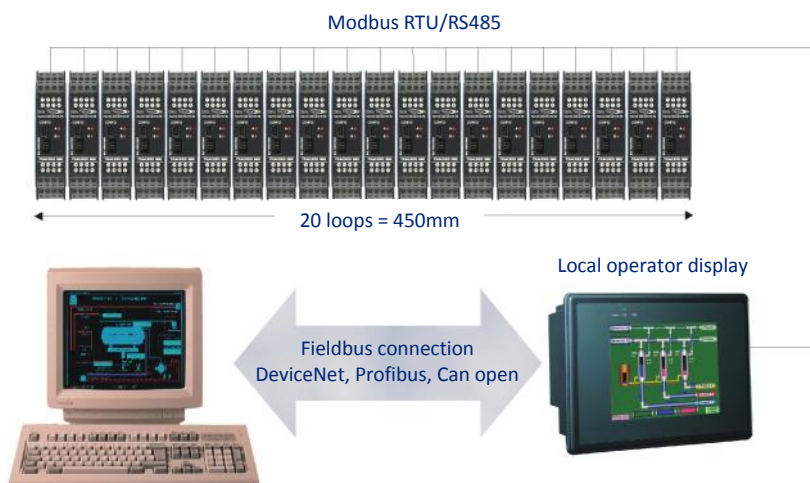 Modbus RTU/RS485
20 loops = 450mm
Local operator display
Fieldbus connection
DeviceNet, Profibus, Can open